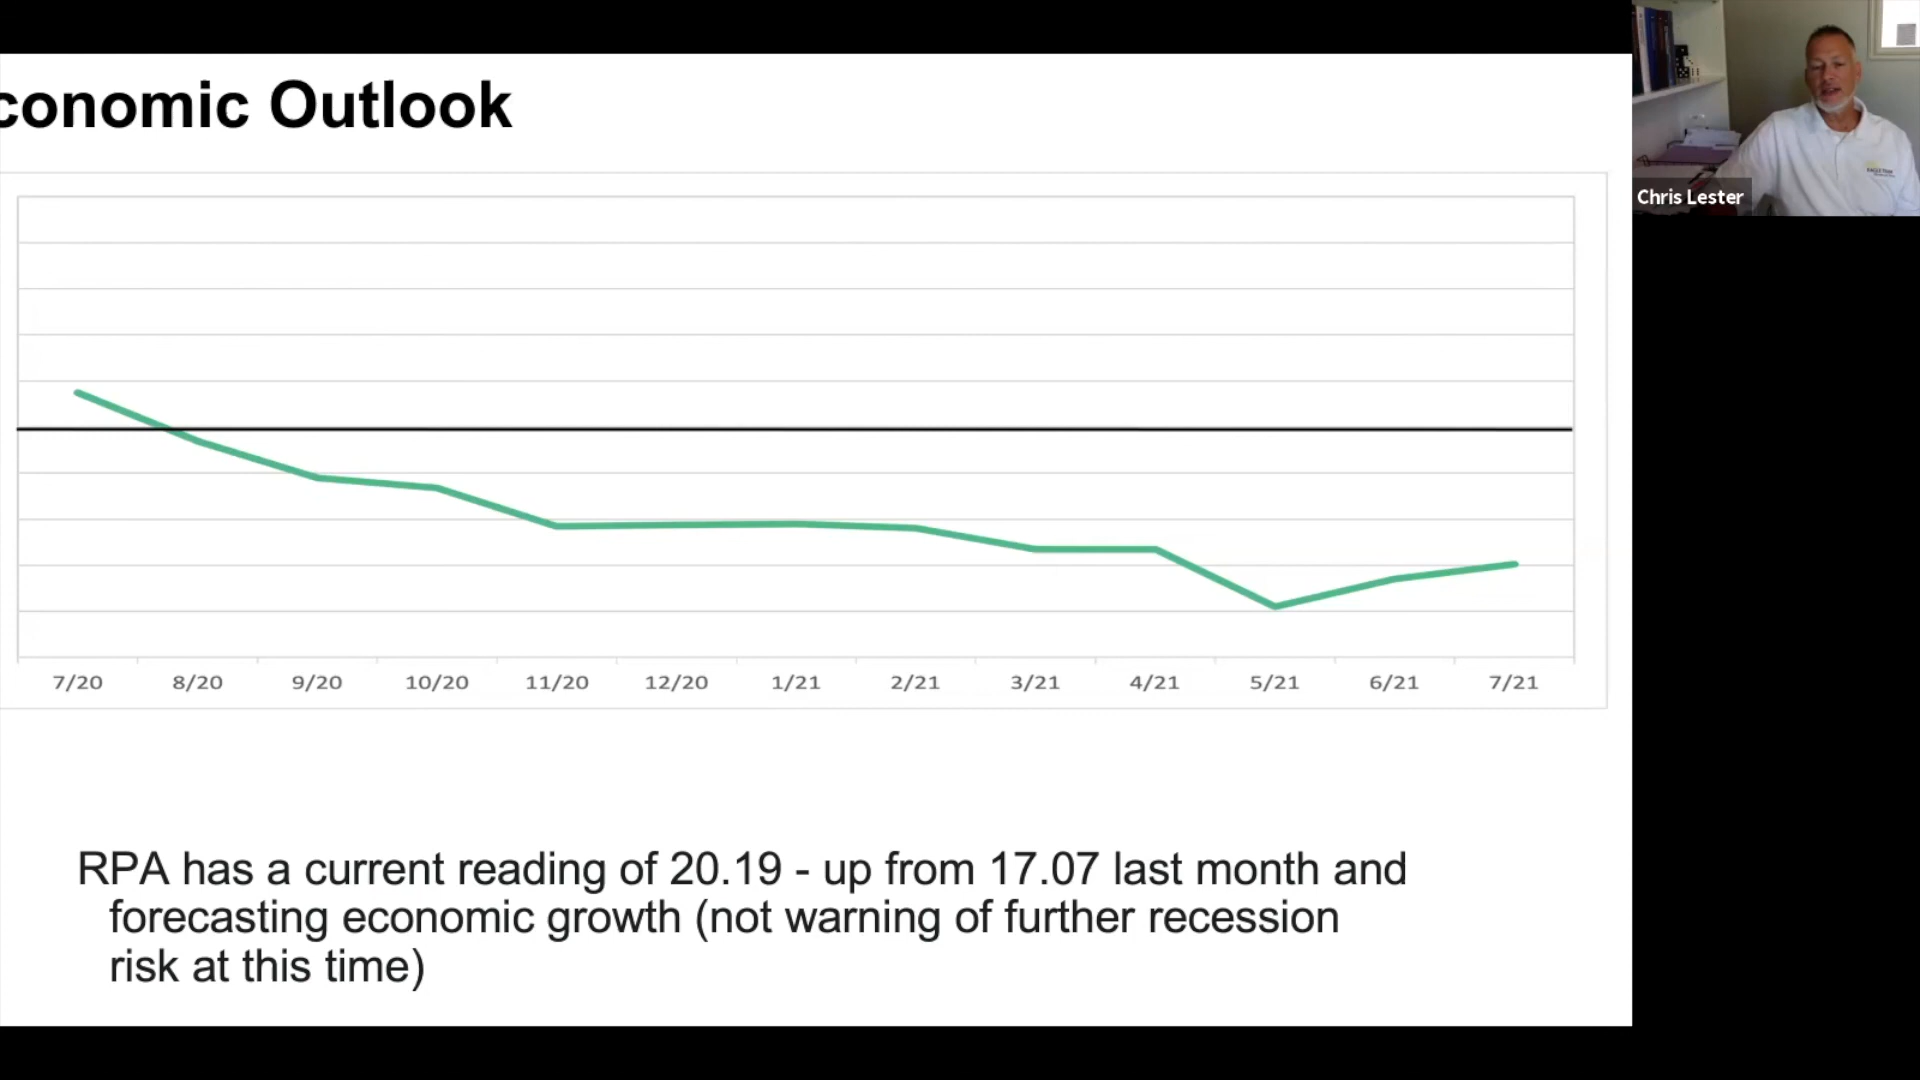 conomic Outlook
Chris Lester
7/20 8/20 9/20 10/20 11/20 12/20 1/21 2/21 3/21 4/21 5/21 6/21 7/21
RPA has a current reading of 20.19 - up from 17.07 last month and
forecasting economic growth (not warning of further recession
risk at this time)